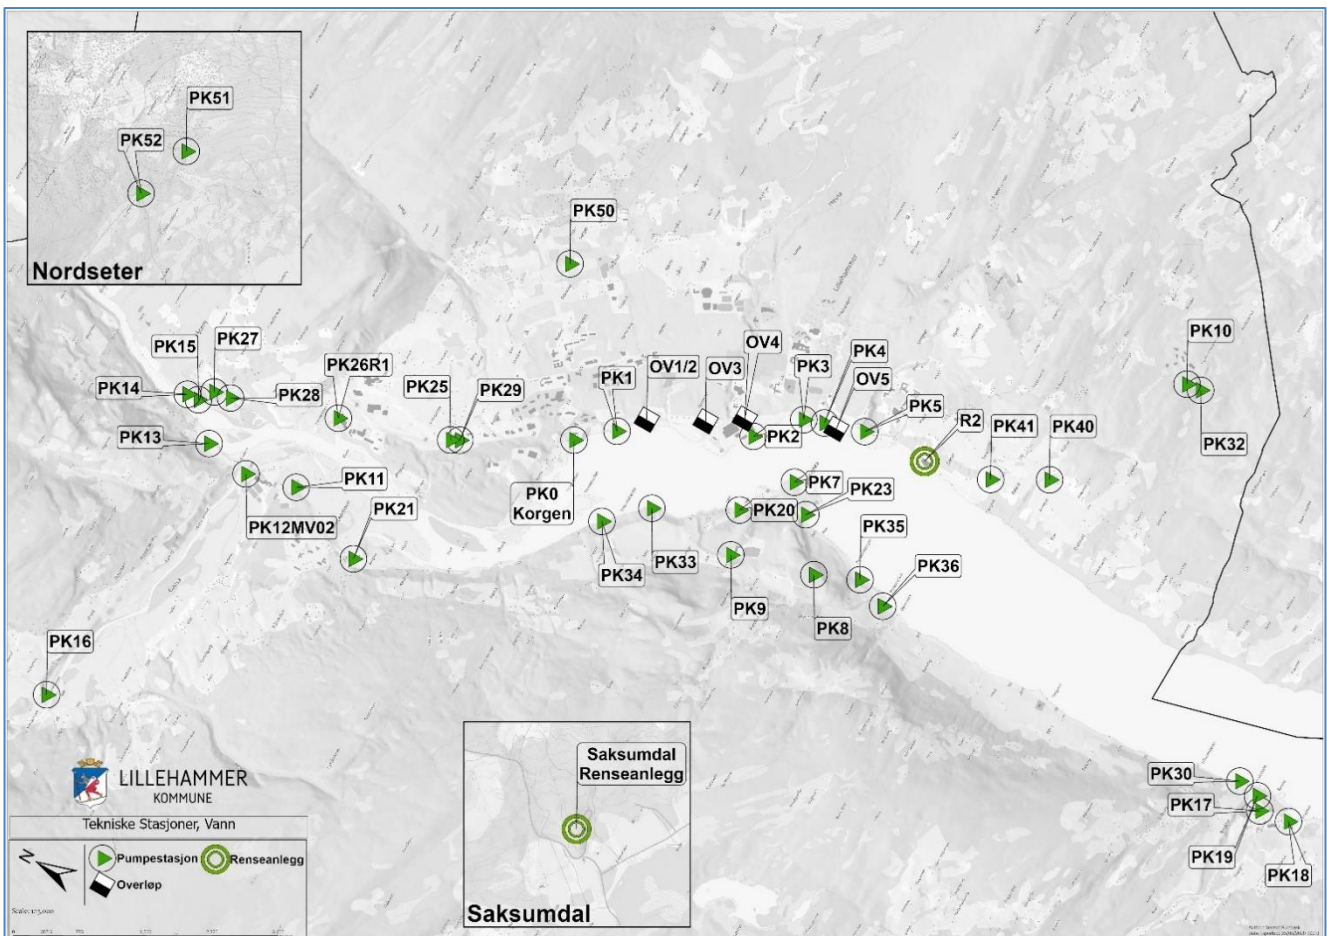 PK51
PK52
Nordseter
PK50
PK15
PK27
PK14
PK28
PK26R1
PK25
PK29
PK1
OV1/2
OV3
OV4
PK3
PK4
OV5
PK5
R2
PK41
PK40
PK10
PK32
PK13
PK11
PK12MV02
PK21
PK0
Korgen
PK2
PK7
PK20
PK23
PK34
PK33
PK9
PK35
PK36
PK8
PK16
Saksumdal
Renseanlegg
Saksumdal
PK30
PK17
PK19
PK18
LILLEHAMMER
KOMMUNE
Tekniske Stasjoner, Vann
N
Pumpestasjon
Renseanlegg
Overløp